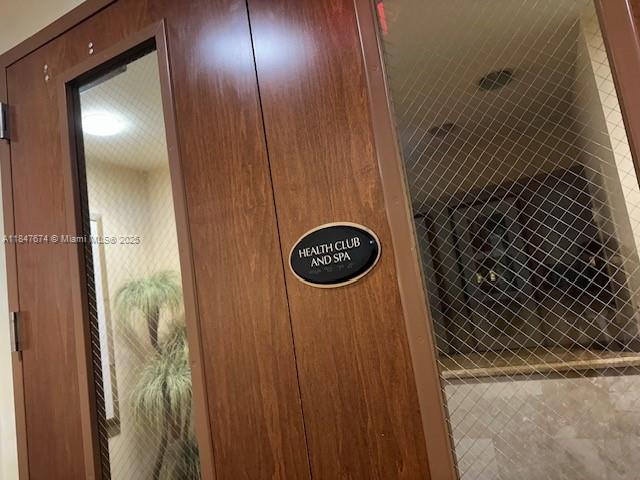 HEALTH CLUB
AND SPA
A11847674 © Miami MLS® 2025